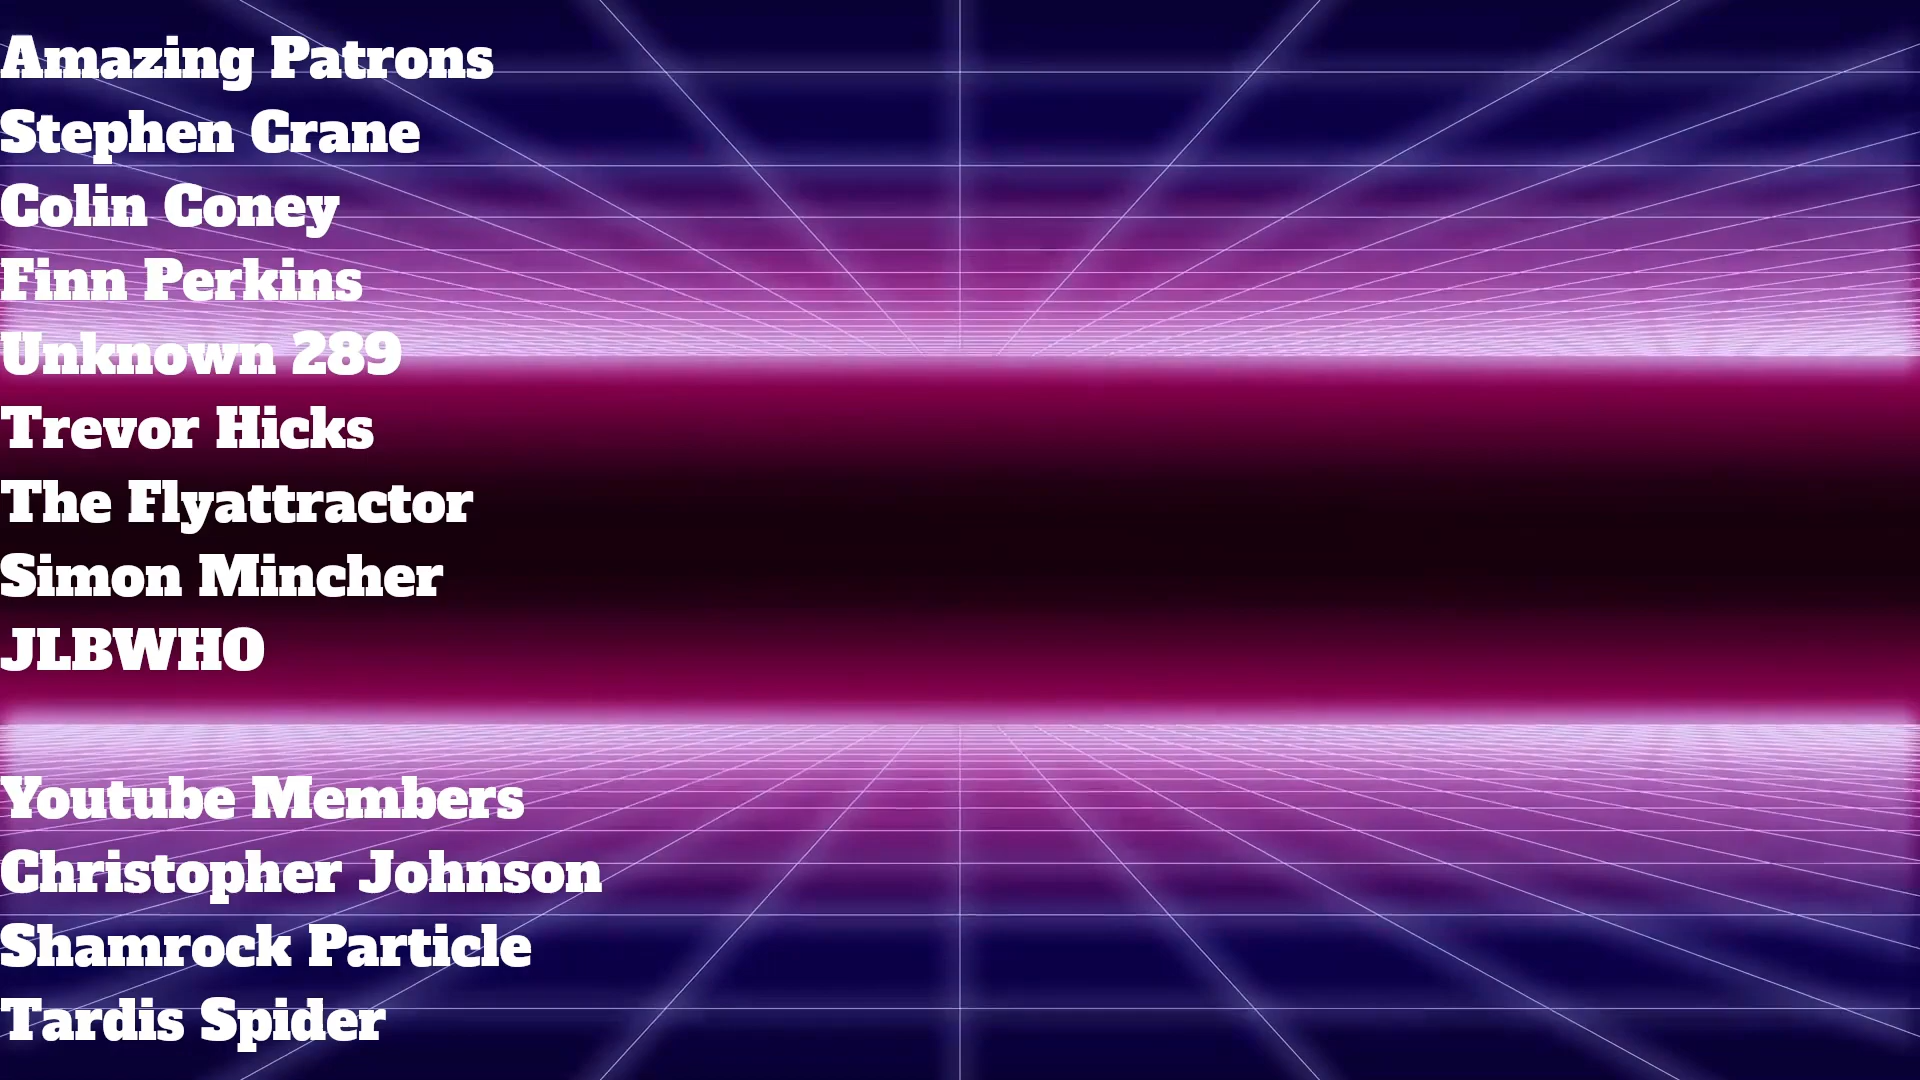 Amazing Patrons
Stephen Crane
Colin Coney
Finn Perkins
Unknown 289
Trevor Hicks
The Flyattractor
Simon Mincher
JLBWHO
Youtube Members
Christopher Johnson
Shamrock Particle
Tardis Spider